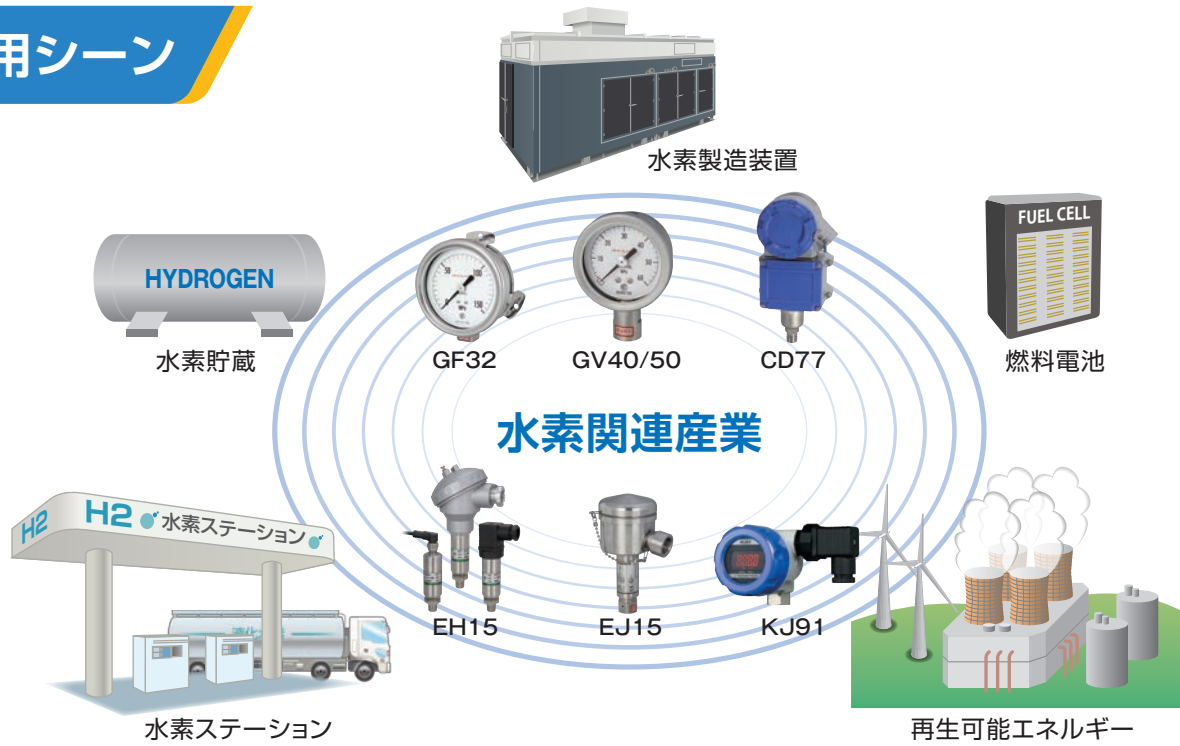 用シーン
水素製造装置
FUEL CELL
HYDROGEN
水素貯蔵
GF32
GV40/50
CD77
燃料電池
水素関連産業
H2
H2 水素ステーション
EH15
EJ15
KJ91
水素ステーション
再生可能エネルギー